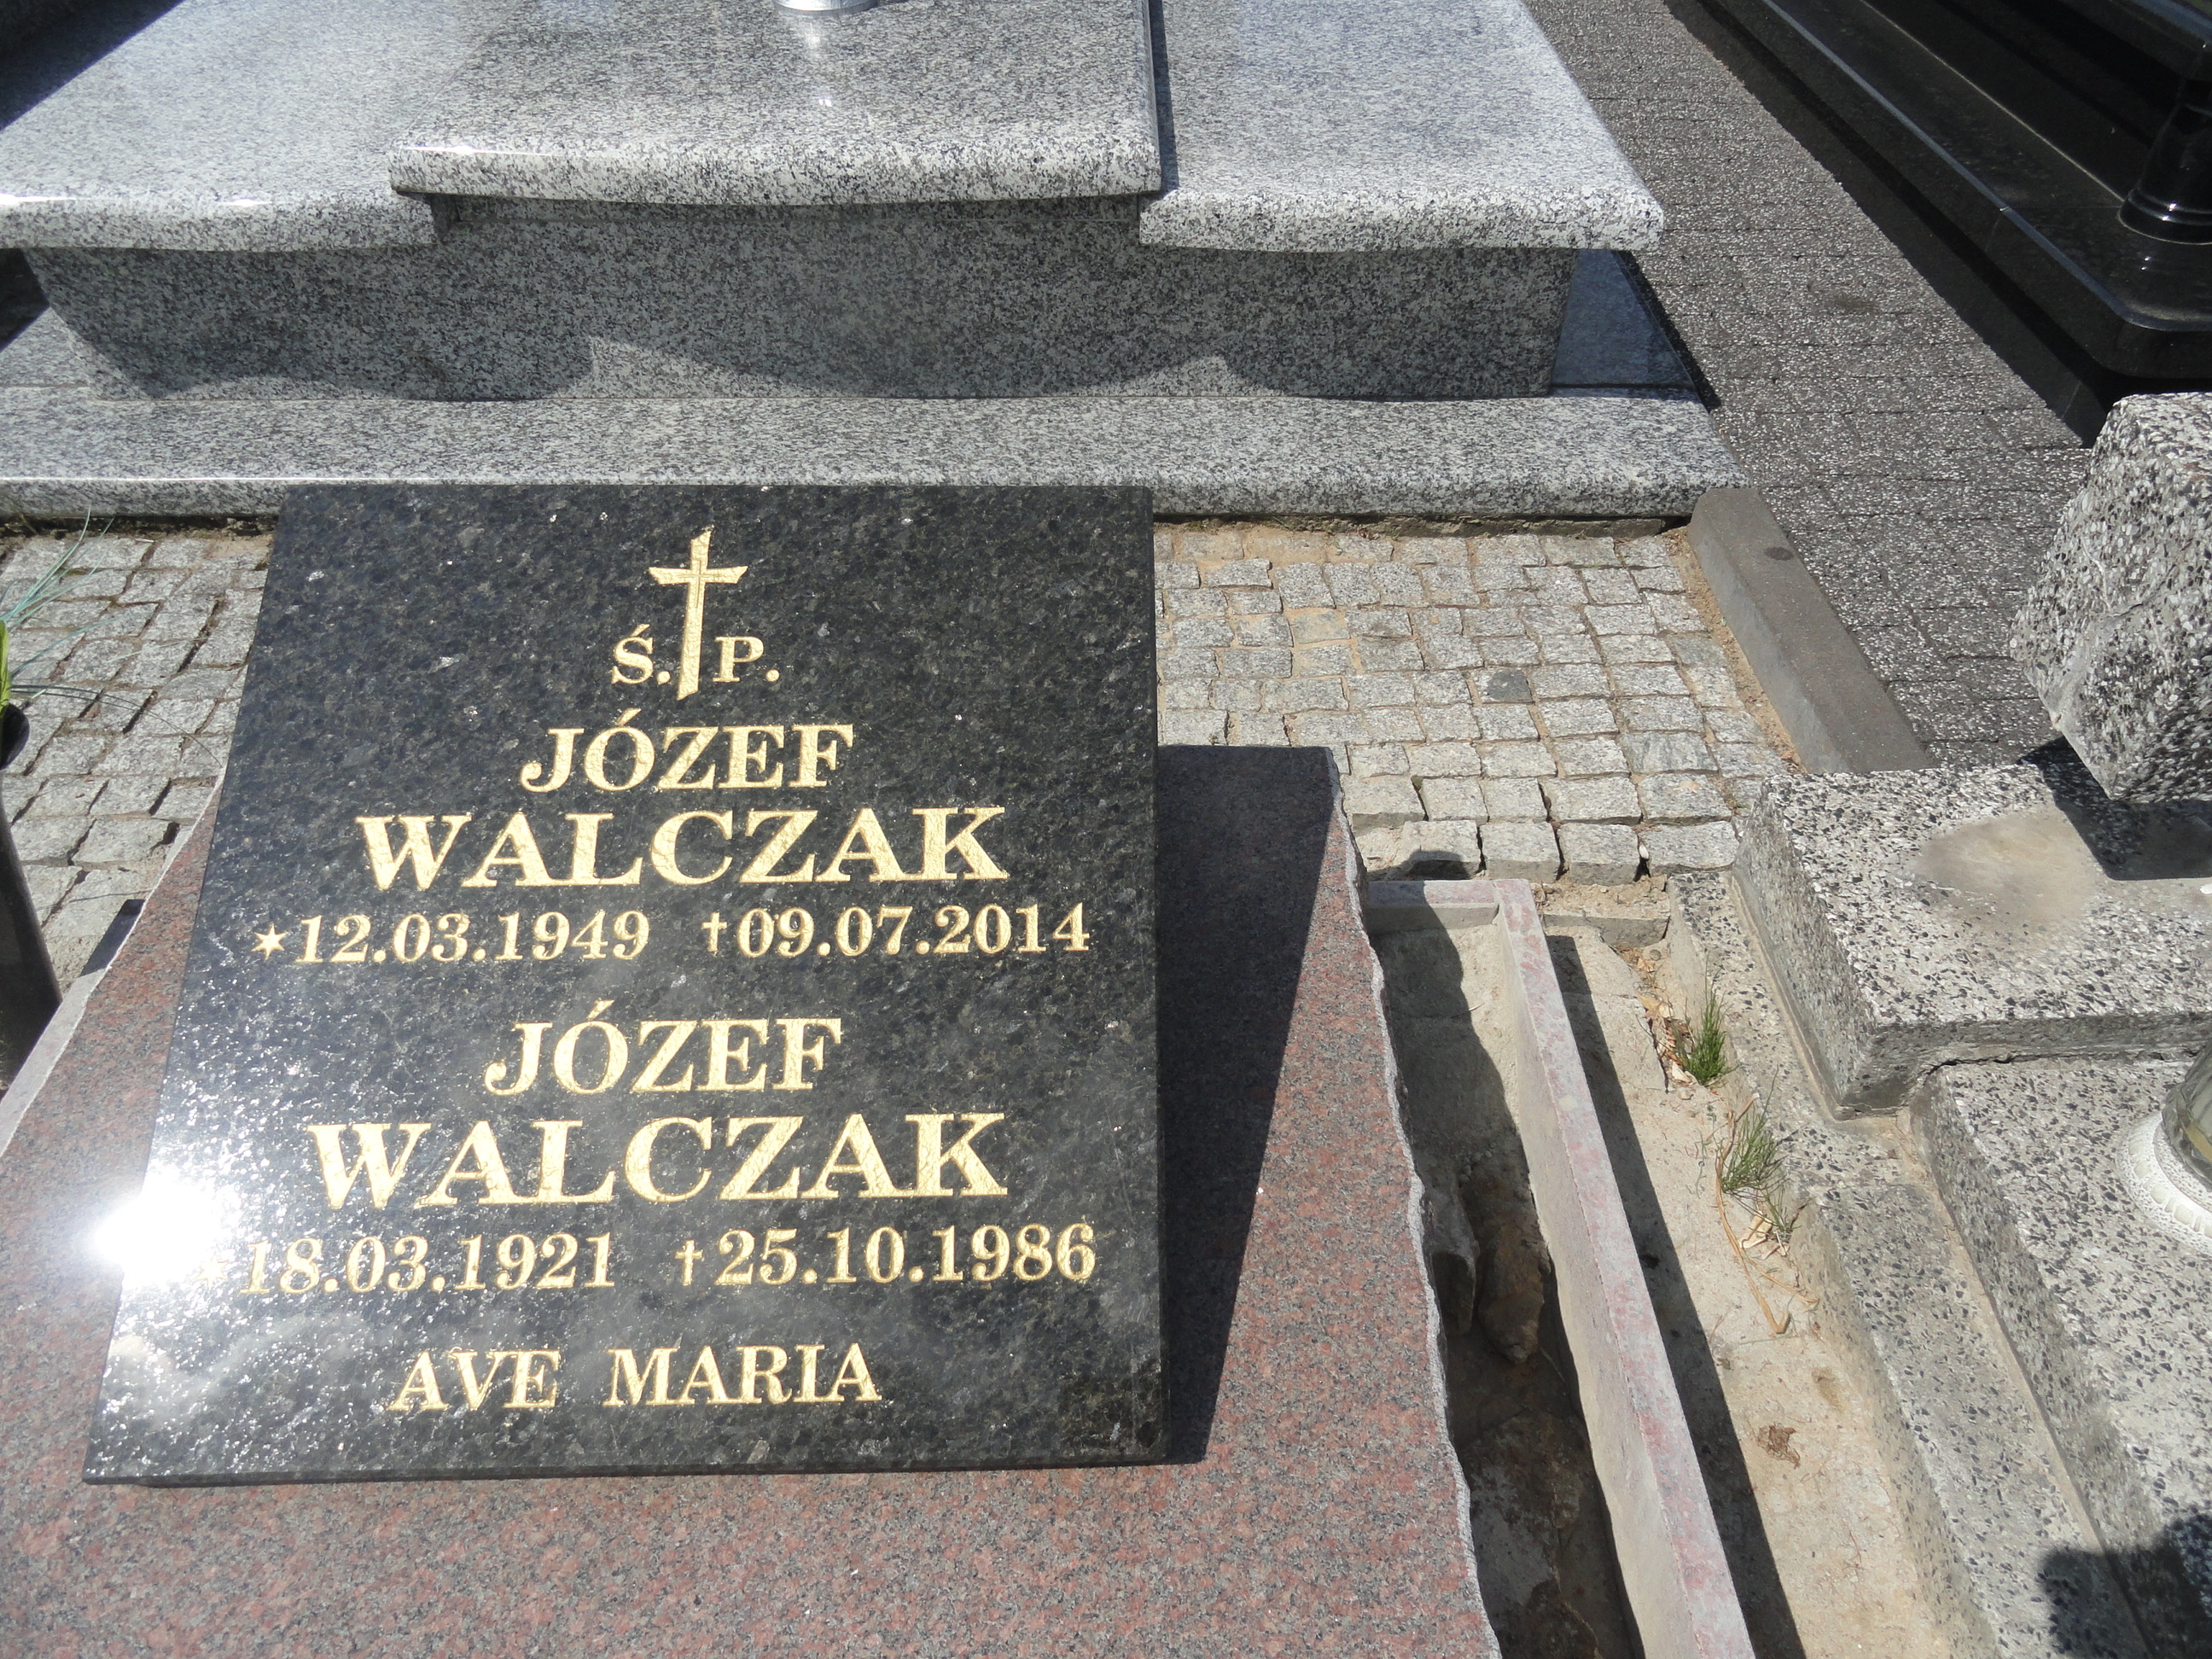 Ś. P.
JÓZEF
WALCZAK
*12.03.1949 †09.07.2014
JÓZEF
WALCZAK
*18.03.1921 †25.10.1986
AVE MARIA